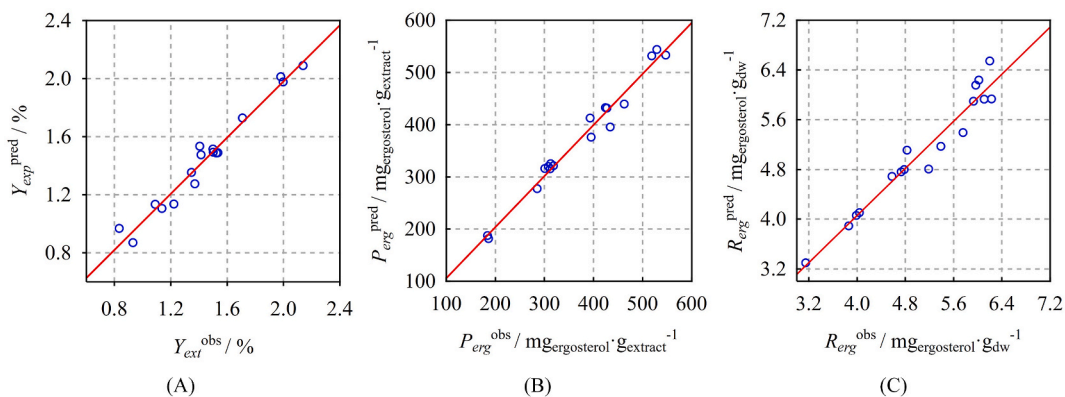 2.4
2.0
1.6
1.2
0.8
0.8 1.2 1.6 2.0 2.4
Y_exp^pred / %
Y_ext^obs / %
(A)
600
500
400
300
200
100
100 200 300 400 500 600
P_erg^pred / mg_ergosterol·g_extract^-1
P_erg^obs / mg_ergosterol·g_extract^-1
(B)
7.2
6.4
5.6
4.8
4.0
3.2
3.2 4.0 4.8 5.6 6.4 7.2
R_erg^pred / mg_ergosterol·g_dw^-1
R_erg^obs / mg_ergosterol·g_dw^-1
(C)